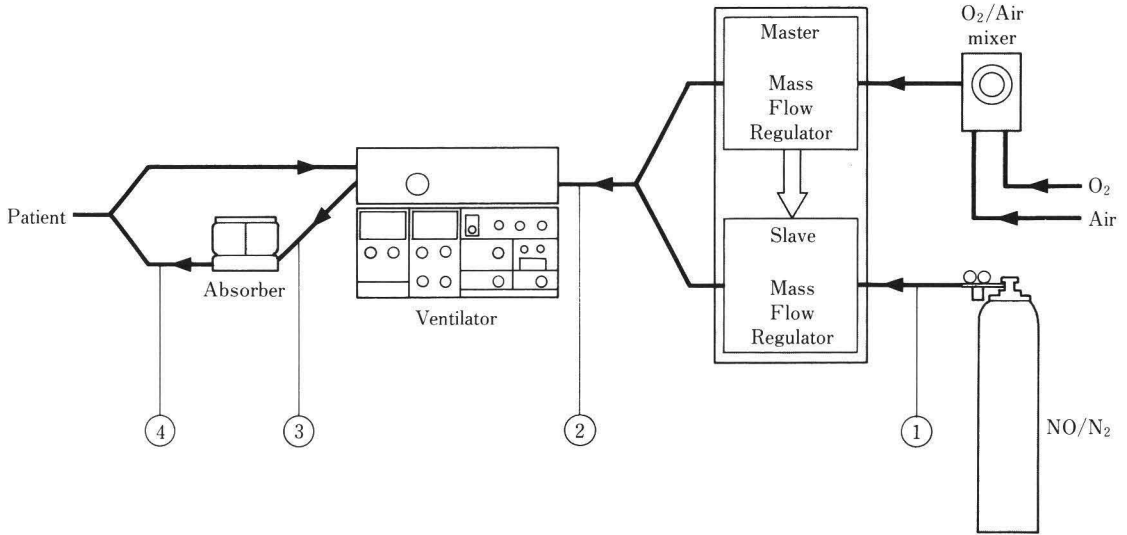 O₂/Air
mixer
Master
Mass
Flow
Regulator
O₂
Air
Patient
Absorber
Ventilator
Slave
Mass
Flow
Regulator
NO/N₂
4
3
2
1